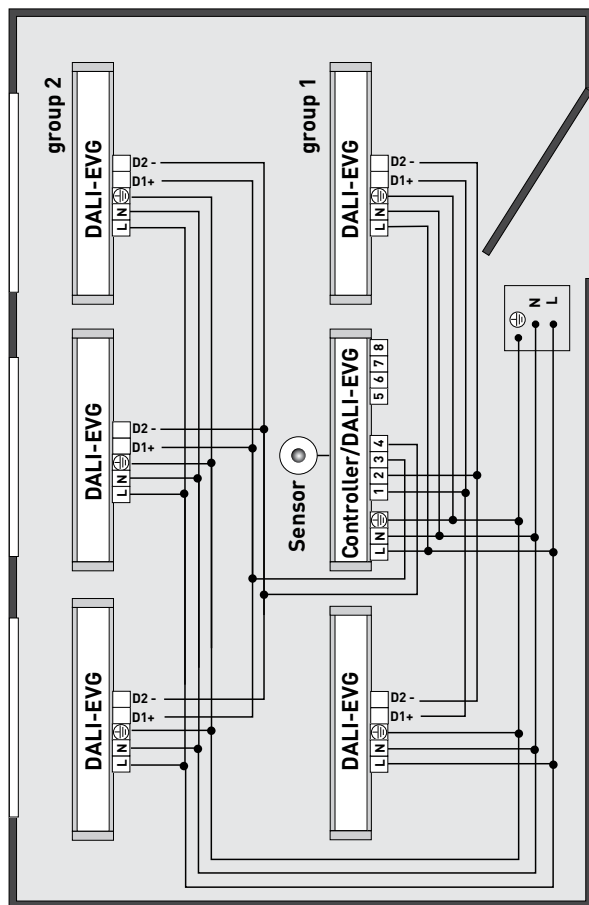 group 2
DALI-EVG
D2 -
D1+
N
L
group 1
DALI-EVG
D2 -
D1+
N
L
N
L
DALI-EVG
D2 -
D1+
N
L
Sensor
Controller/DALI-EVG
8
7
6
5
4
3
2
1
N
L
DALI-EVG
D2 -
D1+
N
L
DALI-EVG
D2 -
D1+
N
L